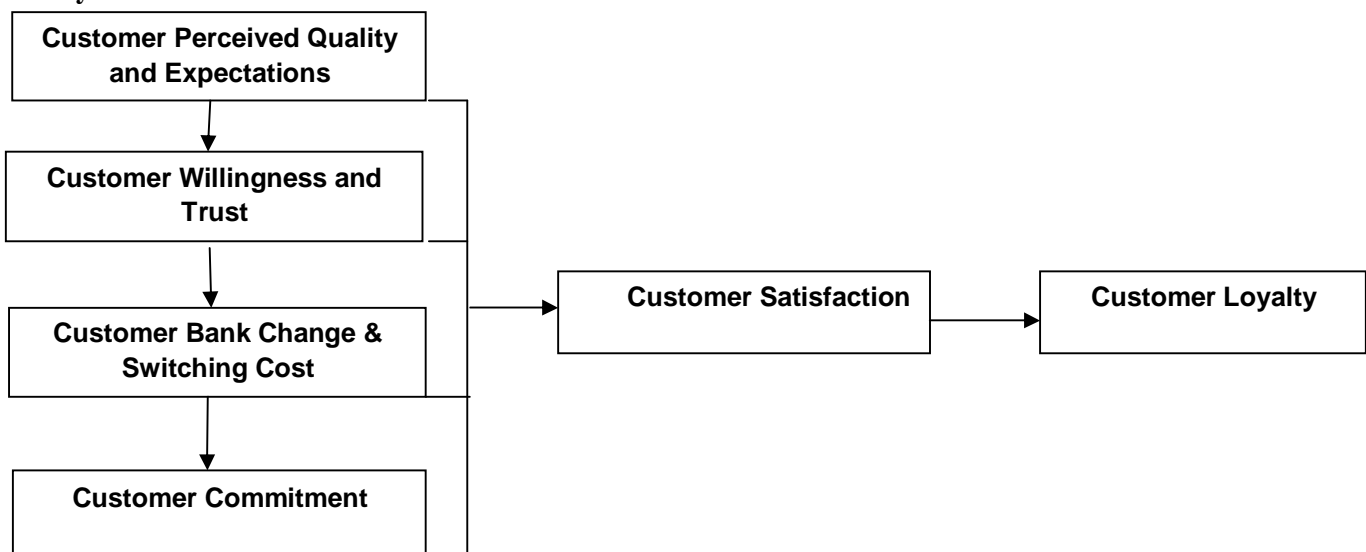 Customer Perceived Quality
and Expectations
Customer Willingness and
Trust
Customer Bank Change &
Switching Cost
Customer Commitment
Customer Satisfaction
Customer Loyalty